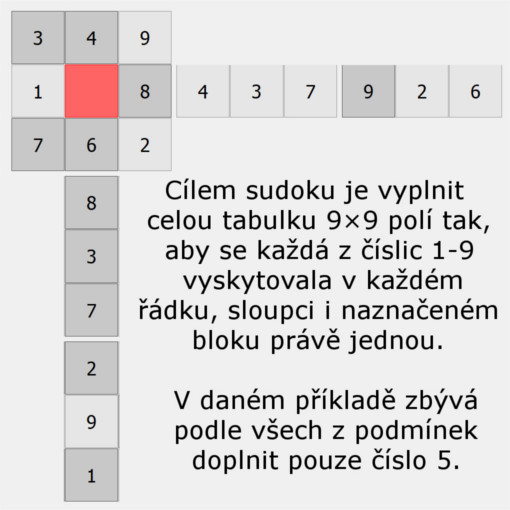 3 4 9
1 8 4 3 7 9 2 6
7 6 2
8
3
7
2
9
1
Cílem sudoku je vyplnit
celou tabulku 9×9 polí tak,
aby se každá z číslic 1-9
vyskytovala v každém
řádku, sloupci i naznačeném
bloku právě jednou.
V daném příkladě zbývá
podle všech z podmínek
doplnit pouze číslo 5.